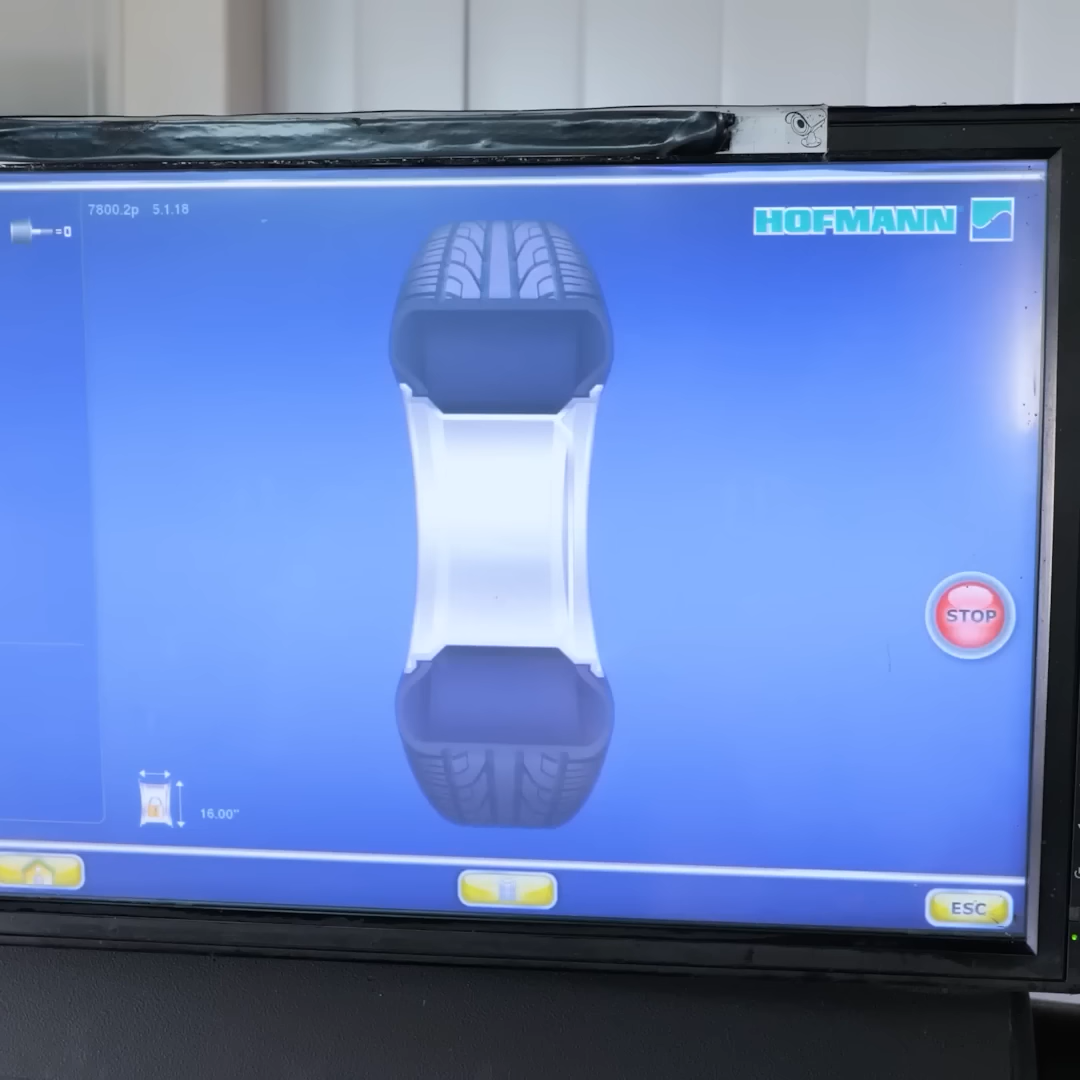 7800.2p 5.1.18
HOFMANN
=0
STOP
16.00"
ESC